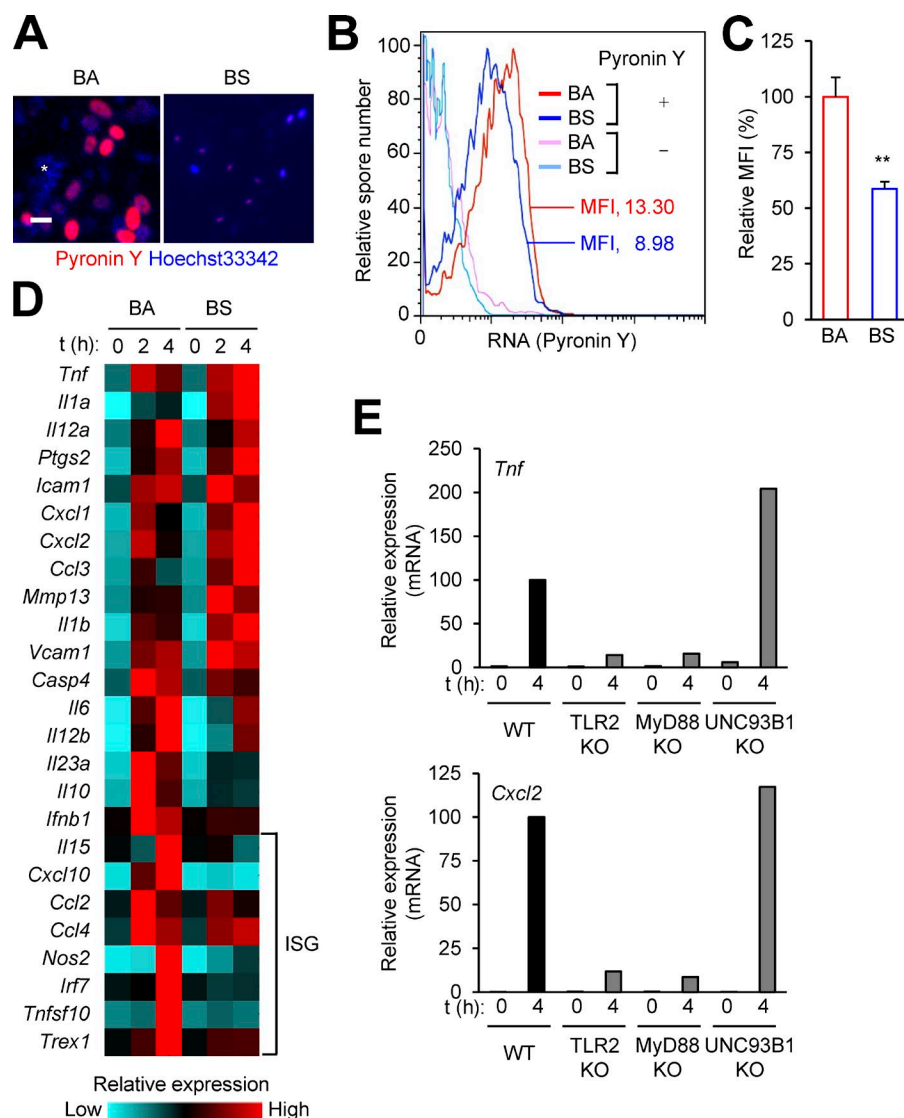 A
BA BS
*
Pyronin Y Hoechst33342
B
Relative spore number
100
80
60
40
20
0
0
Pyronin Y
BA
BS
+
BA
BS
–
MFI, 13.30
MFI, 8.98
RNA (Pyronin Y)
C
Relative MFI (%)
125
100
75
50
25
0
**
BA BS
D
BA BS
t (h): 0 2 4 0 2 4
Tnf
Il1a
Il12a
Ptgs2
Icam1
Cxcl1
Cxcl2
Ccl3
Mmp13
Il1b
Vcam1
Casp4
Il6
Il12b
Il23a
Il10
Ifnb1
Il15
Cxcl10
Ccl2
Ccl4
Nos2
Irf7
Tnfsf10
Trex1
ISG
Relative expression
Low High
E
Tnf
Relative expression
(mRNA)
250
200
150
100
50
0
t (h): 0 4 0 4 0 4 0 4
WT TLR2 MyD88 UNC93B1
KO KO KO
Cxcl2
Relative expression
(mRNA)
125
100
75
50
25
0
t (h): 0 4 0 4 0 4 0 4
WT TLR2 MyD88 UNC93B1
KO KO KO